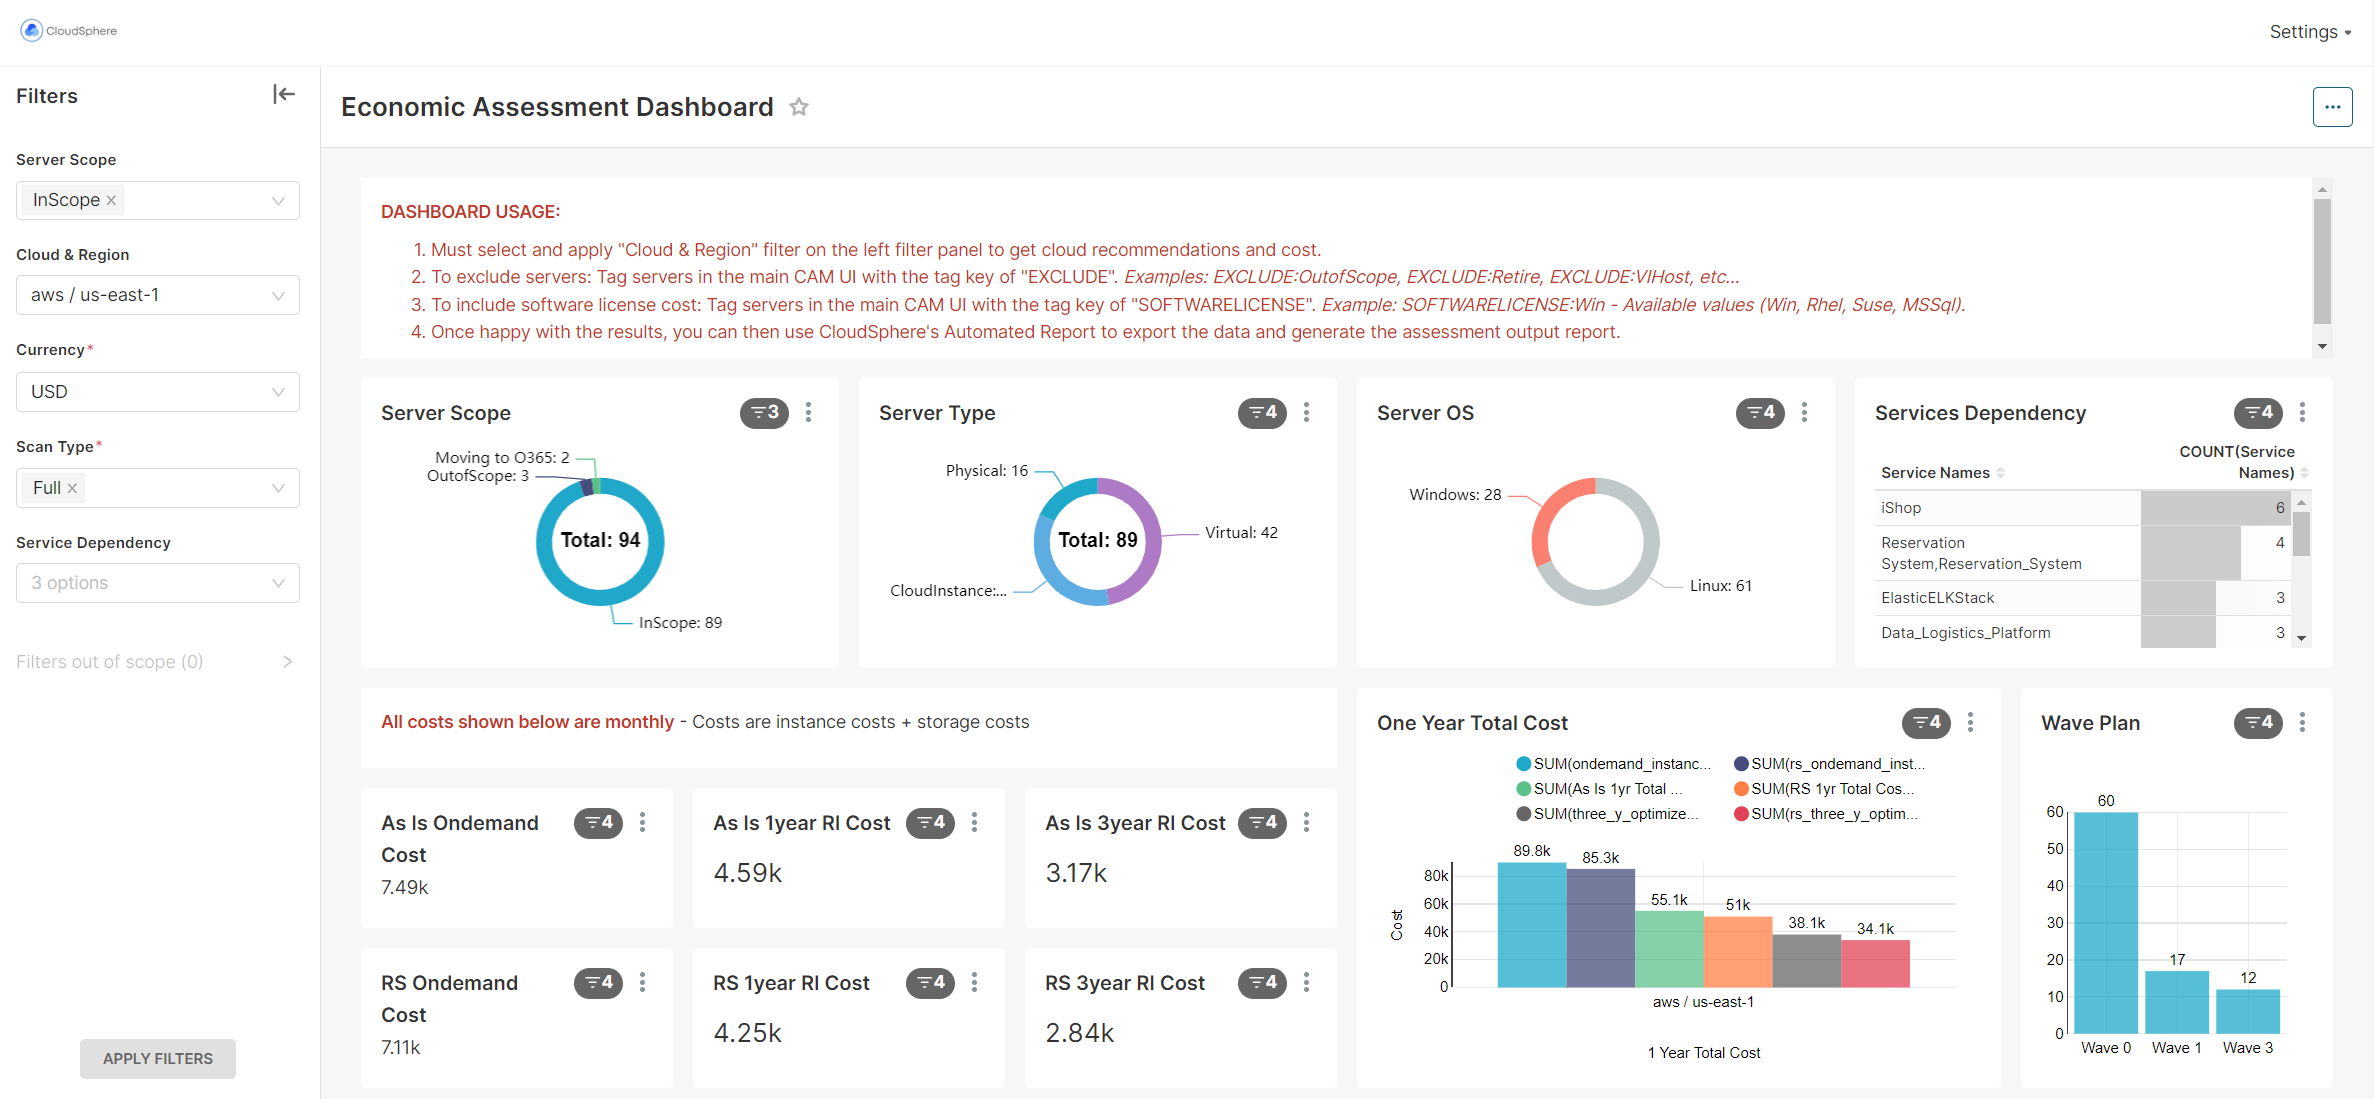 CloudSphere
Settings
Filters
Server Scope
InScope
Cloud & Region
aws / us-east-1
Currency*
USD
Scan Type*
Full
Service Dependency
3 options
Filters out of scope (0)
APPLY FILTERS
Economic Assessment Dashboard
DASHBOARD USAGE:
1. Must select and apply "Cloud & Region" filter on the left filter panel to get cloud recommendations and cost.
2. To exclude servers: Tag servers in the main CAM UI with the tag key of "EXCLUDE". Examples: EXCLUDE:OutofScope, EXCLUDE:Retire, EXCLUDE:VIHost, etc...
3. To include software license cost: Tag servers in the main CAM UI with the tag key of "SOFTWARELICENSE". Example: SOFTWARELICENSE:Win - Available values (Win, Rhel, Suse, MSSql).
4. Once happy with the results, you can then use CloudSphere's Automated Report to export the data and generate the assessment output report.
Server Scope
3
Moving to O365: 2
OutofScope: 3
Total: 94
InScope: 89
Server Type
4
Physical: 16
Total: 89
Virtual: 42
CloudInstance:...
Server OS
4
Windows: 28
Linux: 61
Services Dependency
4
Service Names
COUNT(Service
Names)
iShop 6
Reservation 4
System,Reservation_System
ElasticELKStack 3
Data_Logistics_Platform 3
All costs shown below are monthly - Costs are instance costs + storage costs
As Is Ondemand
Cost
4
7.49k
As Is 1year RI Cost
4
4.59k
As Is 3year RI Cost
4
3.17k
RS Ondemand
Cost
4
7.11k
RS 1year RI Cost
4
4.25k
RS 3year RI Cost
4
2.84k
One Year Total Cost
4
SUM(ondemand_instanc... SUM(rs_ondemand_inst...
SUM(As Is 1yr Total ... SUM(RS 1yr Total Cos...
SUM(three_y_optimize... SUM(rs_three_y_optim...
89.8k
85.3k
55.1k
51k
38.1k
34.1k
80k
60k
40k
20k
0
Cost
aws / us-east-1
1 Year Total Cost
Wave Plan
4
60
17
12
60
50
40
30
20
10
0
Wave 0 Wave 1 Wave 3